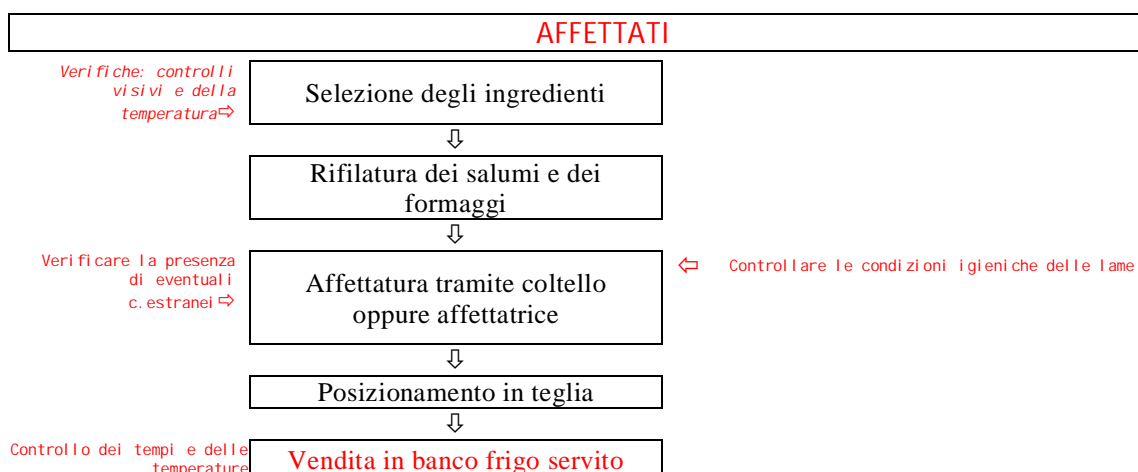 AFFETTATI
Verifiche: controlli
visivi e della
temperatura⇨
Selezione degli ingredienti
⇩
Rifilatura dei salumi e dei
formaggi
⇩
Verificare la presenza
di eventuali
c.estranei ⇨
Affettatura tramite coltello
oppure affettatrice
⇦ Controllare le condizioni igieniche delle lame
⇩
Posizionamento in teglia
⇩
Controllo dei tempi e delle
temperature
Vendita in banco frigo servito